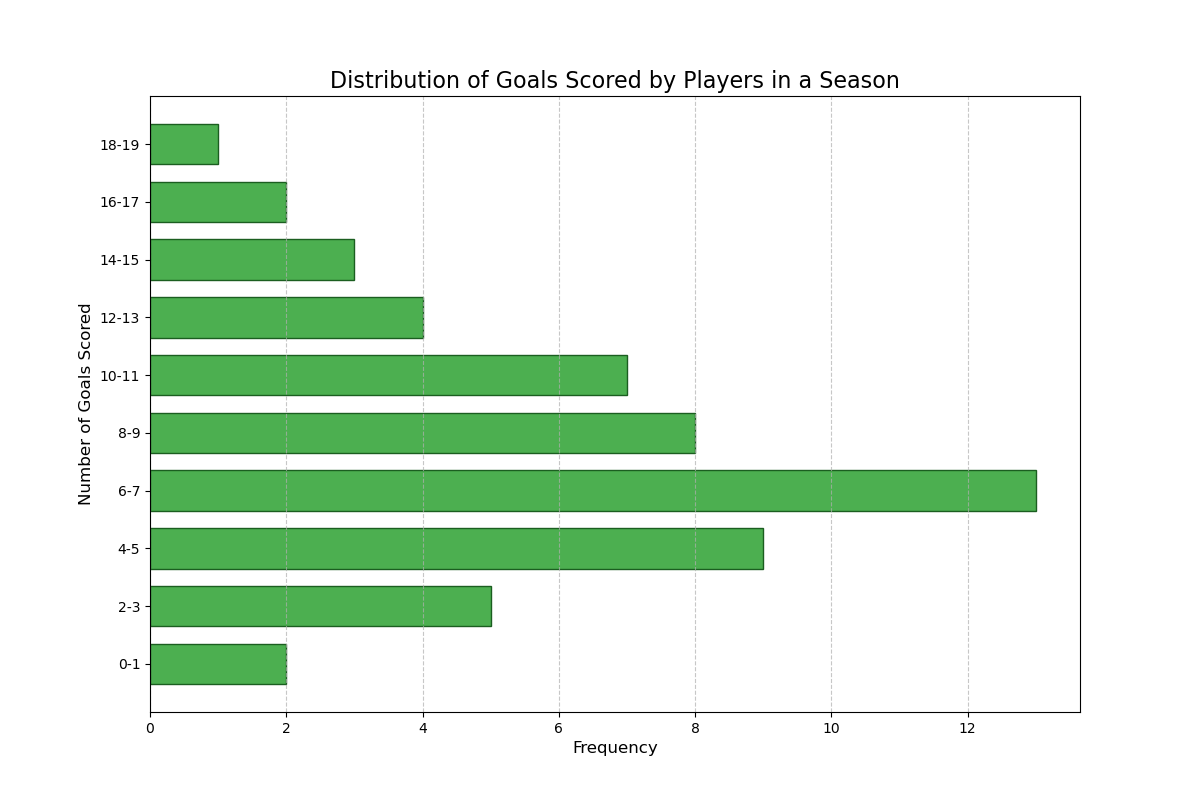 Distribution of Goals Scored by Players in a Season
Number of Goals Scored
18-19
16-17
14-15
12-13
10-11
8-9
6-7
4-5
2-3
0-1
0 2 4 6 8 10 12
Frequency